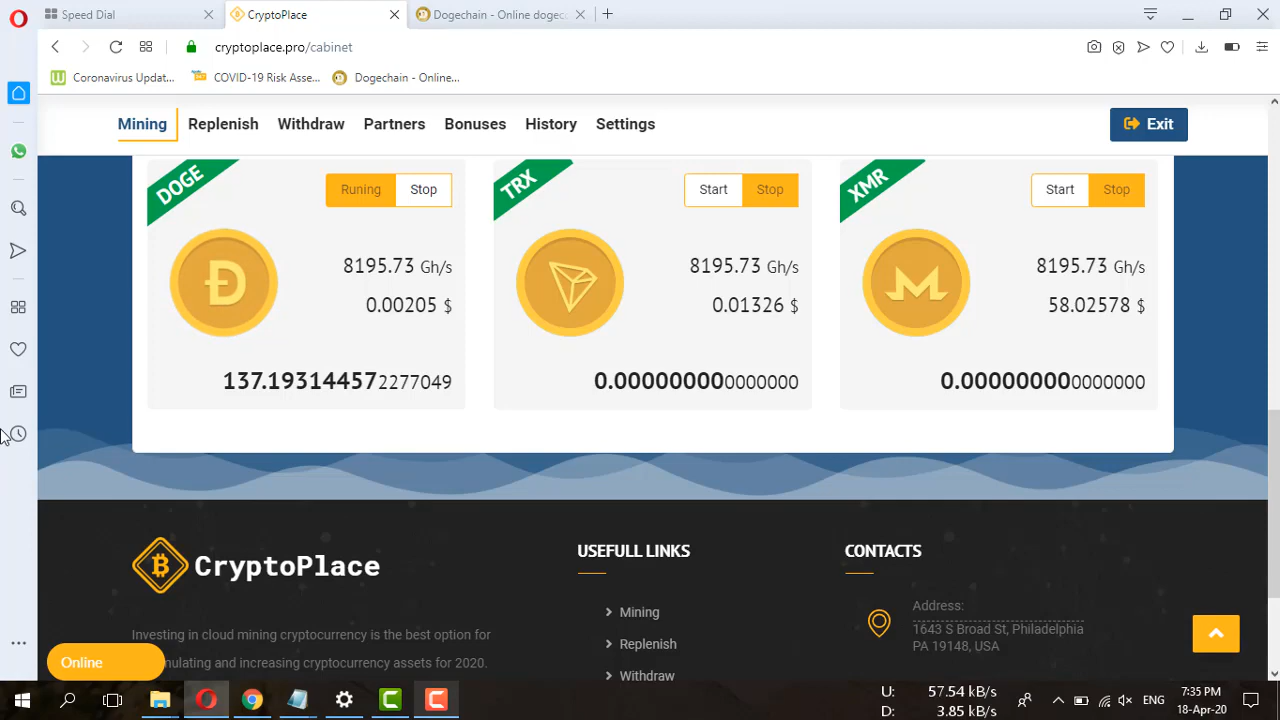 Speed Dial
CryptoPlace
Dogechain - Online dogec
cryptoplace.pro/cabinet
Coronavirus Updat...
COVID-19 Risk Asse...
Dogechain - Online...
Mining
Replenish
Withdraw
Partners
Bonuses
History
Settings
Exit
DOGE
Runing
Stop
8195.73 Gh/s
0.00205 $
137.193144572277049
TRX
Start
Stop
8195.73 Gh/s
0.01326 $
0.000000000000000
XMR
Start
Stop
8195.73 Gh/s
58.02578 $
0.000000000000000
CryptoPlace
Investing in cloud mining cryptocurrency is the best option for
mulating and increasing cryptocurrency assets for 2020.
Online
USEFULL LINKS
Mining
Replenish
Withdraw
CONTACTS
Address:
1643 S Broad St, Philadelphia
PA 19148, USA
U: 57.54 kB/s
D: 3.85 kB/s
ENG
7:35 PM
18-Apr-20